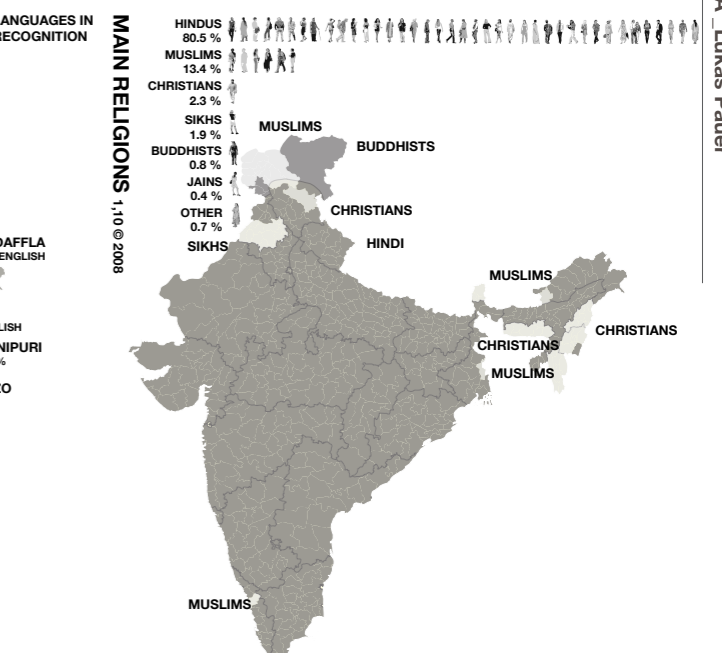 ANGUAGES IN
RECOGNITION
MAIN RELIGIONS 1,10 © 2008
HINDUS
80.5 %
MUSLIMS
13.4 %
CHRISTIANS
2.3 %
SIKHS
1.9 %
BUDDHISTS
0.8 %
JAINS
0.4 %
OTHER
0.7 %
MUSLIMS
BUDDHISTS
CHRISTIANS
SIKHS
HINDI
MUSLIMS
CHRISTIANS
CHRISTIANS
MUSLIMS
MUSLIMS
DAFFLA
ENGLISH
LISH
NIPURI
%
ZO
A _ Lukas Pauer